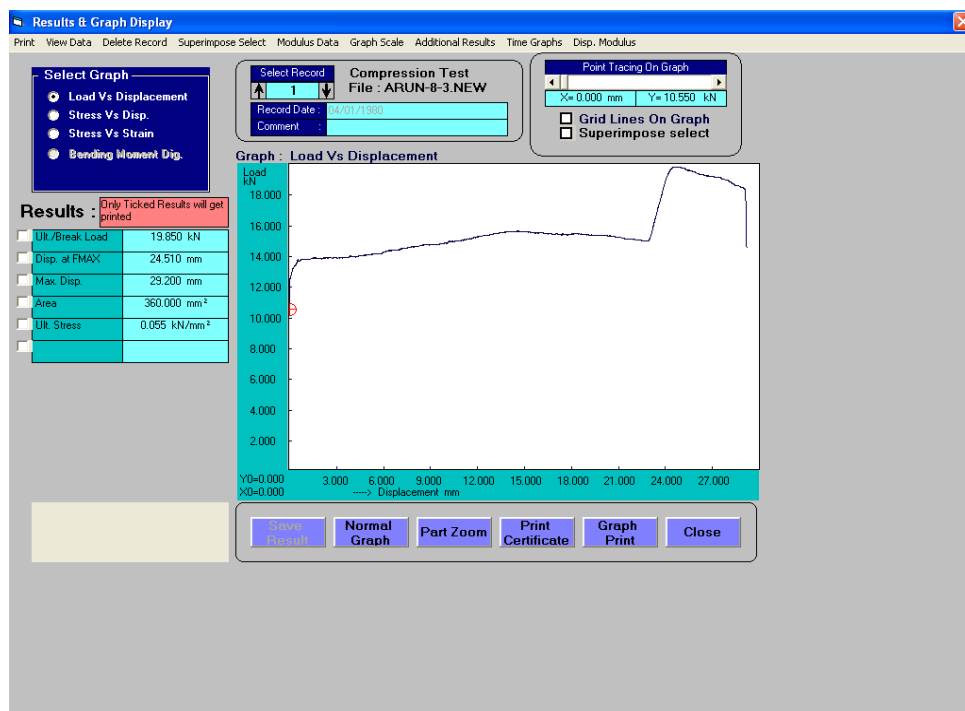 Results & Graph Display
Print View Data Delete Record Superimpose Select Modulus Data Graph Scale Additional Results Time Graphs Disp. Modulus
Select Graph
Load Vs Displacement
Stress Vs Disp.
Stress Vs Strain
Bending Moment Dig.
Select Record
1
Compression Test
File : ARUN-8-3.NEW
Record Date : 04/01/1980
Comment :
Point Tracing On Graph
X= 0.000 mm Y= 10.550 kN
Grid Lines On Graph
Superimpose select
Results : Only Ticked Results will get printed
Ult./Break Load 19.850 kN
Disp. at FMAX 24.510 mm
Max. Disp. 29.200 mm
Area 360.000 mm²
Ult. Stress 0.055 kN/mm²
Graph : Load Vs Displacement
Load
kN
18.000
16.000
14.000
12.000
10.000
8.000
6.000
4.000
2.000
Y0=0.000
X0=0.000
3.000 6.000 9.000 12.000 15.000 18.000 21.000 24.000 27.000
----> Displacement mm
Save Result
Normal Graph
Part Zoom
Print Certificate
Graph Print
Close